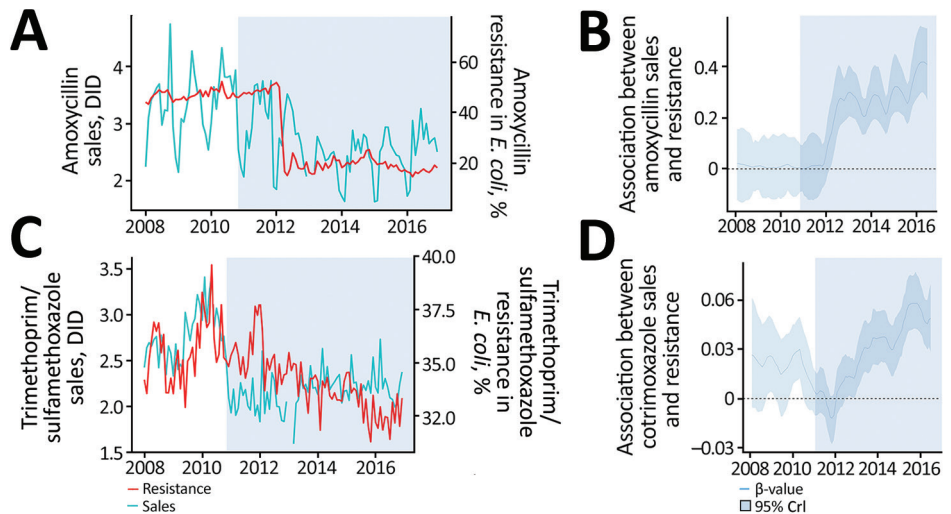 A
Amoxycillin
sales, DID
4
3
2
60
40
20
Amoxycillin
resistance in E. coli, %
2008 2010 2012 2014 2016
B
Association between
amoxycillin sales
and resistance
0.4
0.2
0
2008 2010 2012 2014 2016
C
Trimethoprim/
sulfamethoxazole
sales, DID
3.5
3.0
2.5
2.0
1.5
40.0
37.5
35.0
32.0
Trimethoprim/
sulfamethoxazole
resistance in
E. coli, %
2008 2010 2012 2014 2016
Resistance
Sales
D
Association between
cotrimoxazole sales
and resistance
0.06
0.03
0
−0.03
2008 2010 2012 2014 2016
β-value
95% CrI